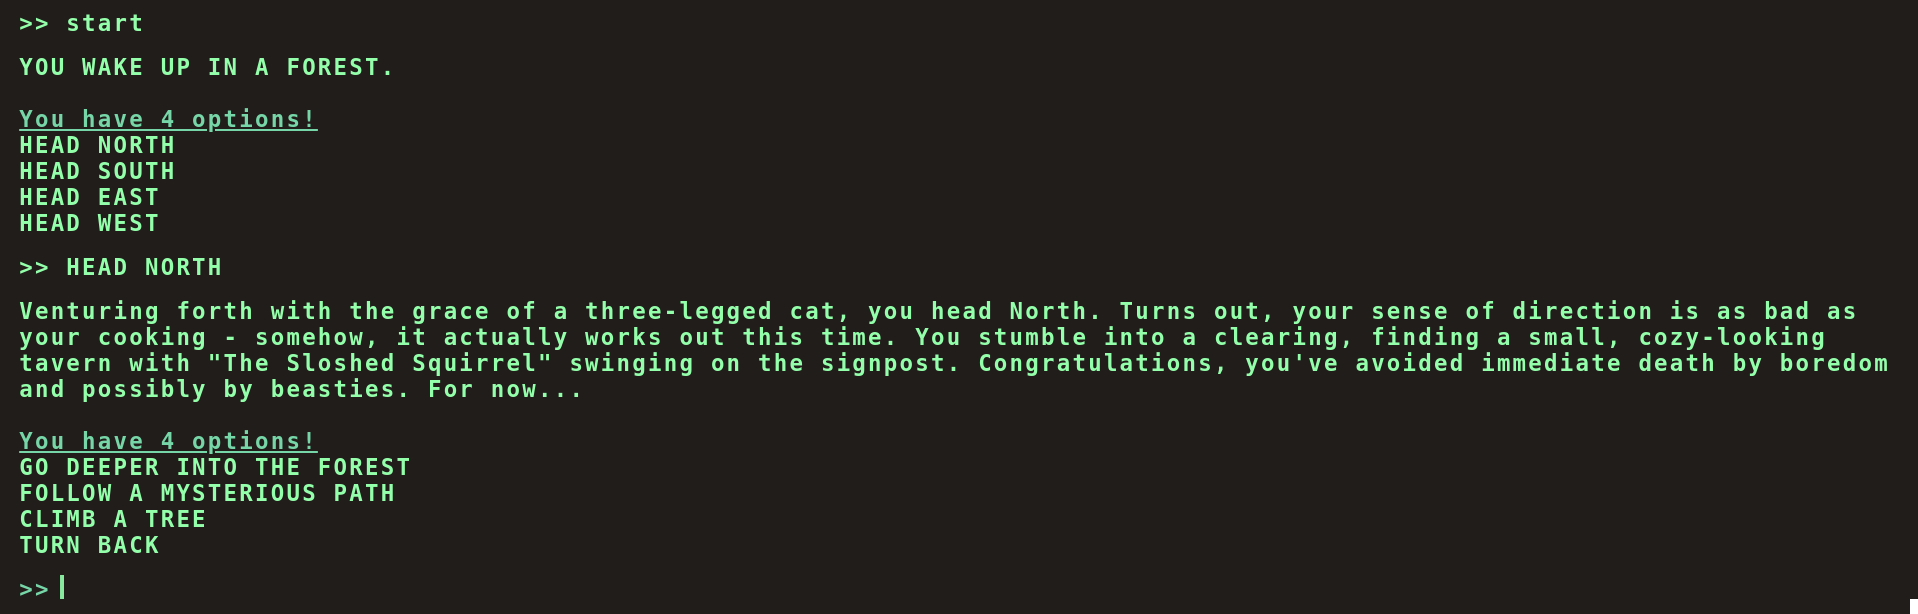 >> start
YOU WAKE UP IN A FOREST.
You have 4 options!
HEAD NORTH
HEAD SOUTH
HEAD EAST
HEAD WEST
>> HEAD NORTH
Venturing forth with the grace of a three-legged cat, you head North. Turns out, your sense of direction is as bad as
your cooking - somehow, it actually works out this time. You stumble into a clearing, finding a small, cozy-looking
tavern with "The Sloshed Squirrel" swinging on the signpost. Congratulations, you've avoided immediate death by boredom
and possibly by beasties. For now...
You have 4 options!
GO DEEPER INTO THE FOREST
FOLLOW A MYSTERIOUS PATH
CLIMB A TREE
TURN BACK
>>